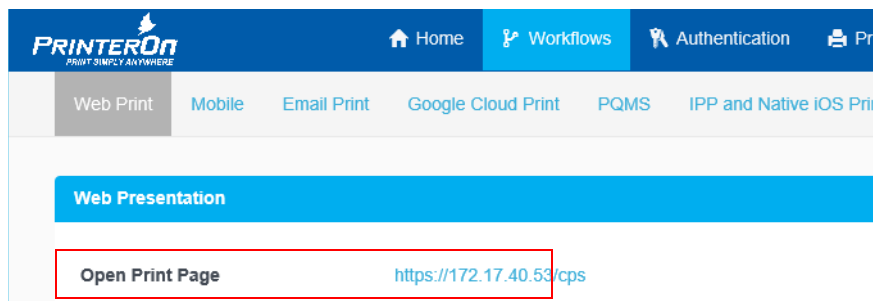 PRINTERON
PRINT SIMPLY ANYWHERE
Home Workflows Authentication Pr
Web Print Mobile Email Print Google Cloud Print PQMS IPP and Native iOS Pri
Web Presentation
Open Print Page https://172.17.40.53/cps